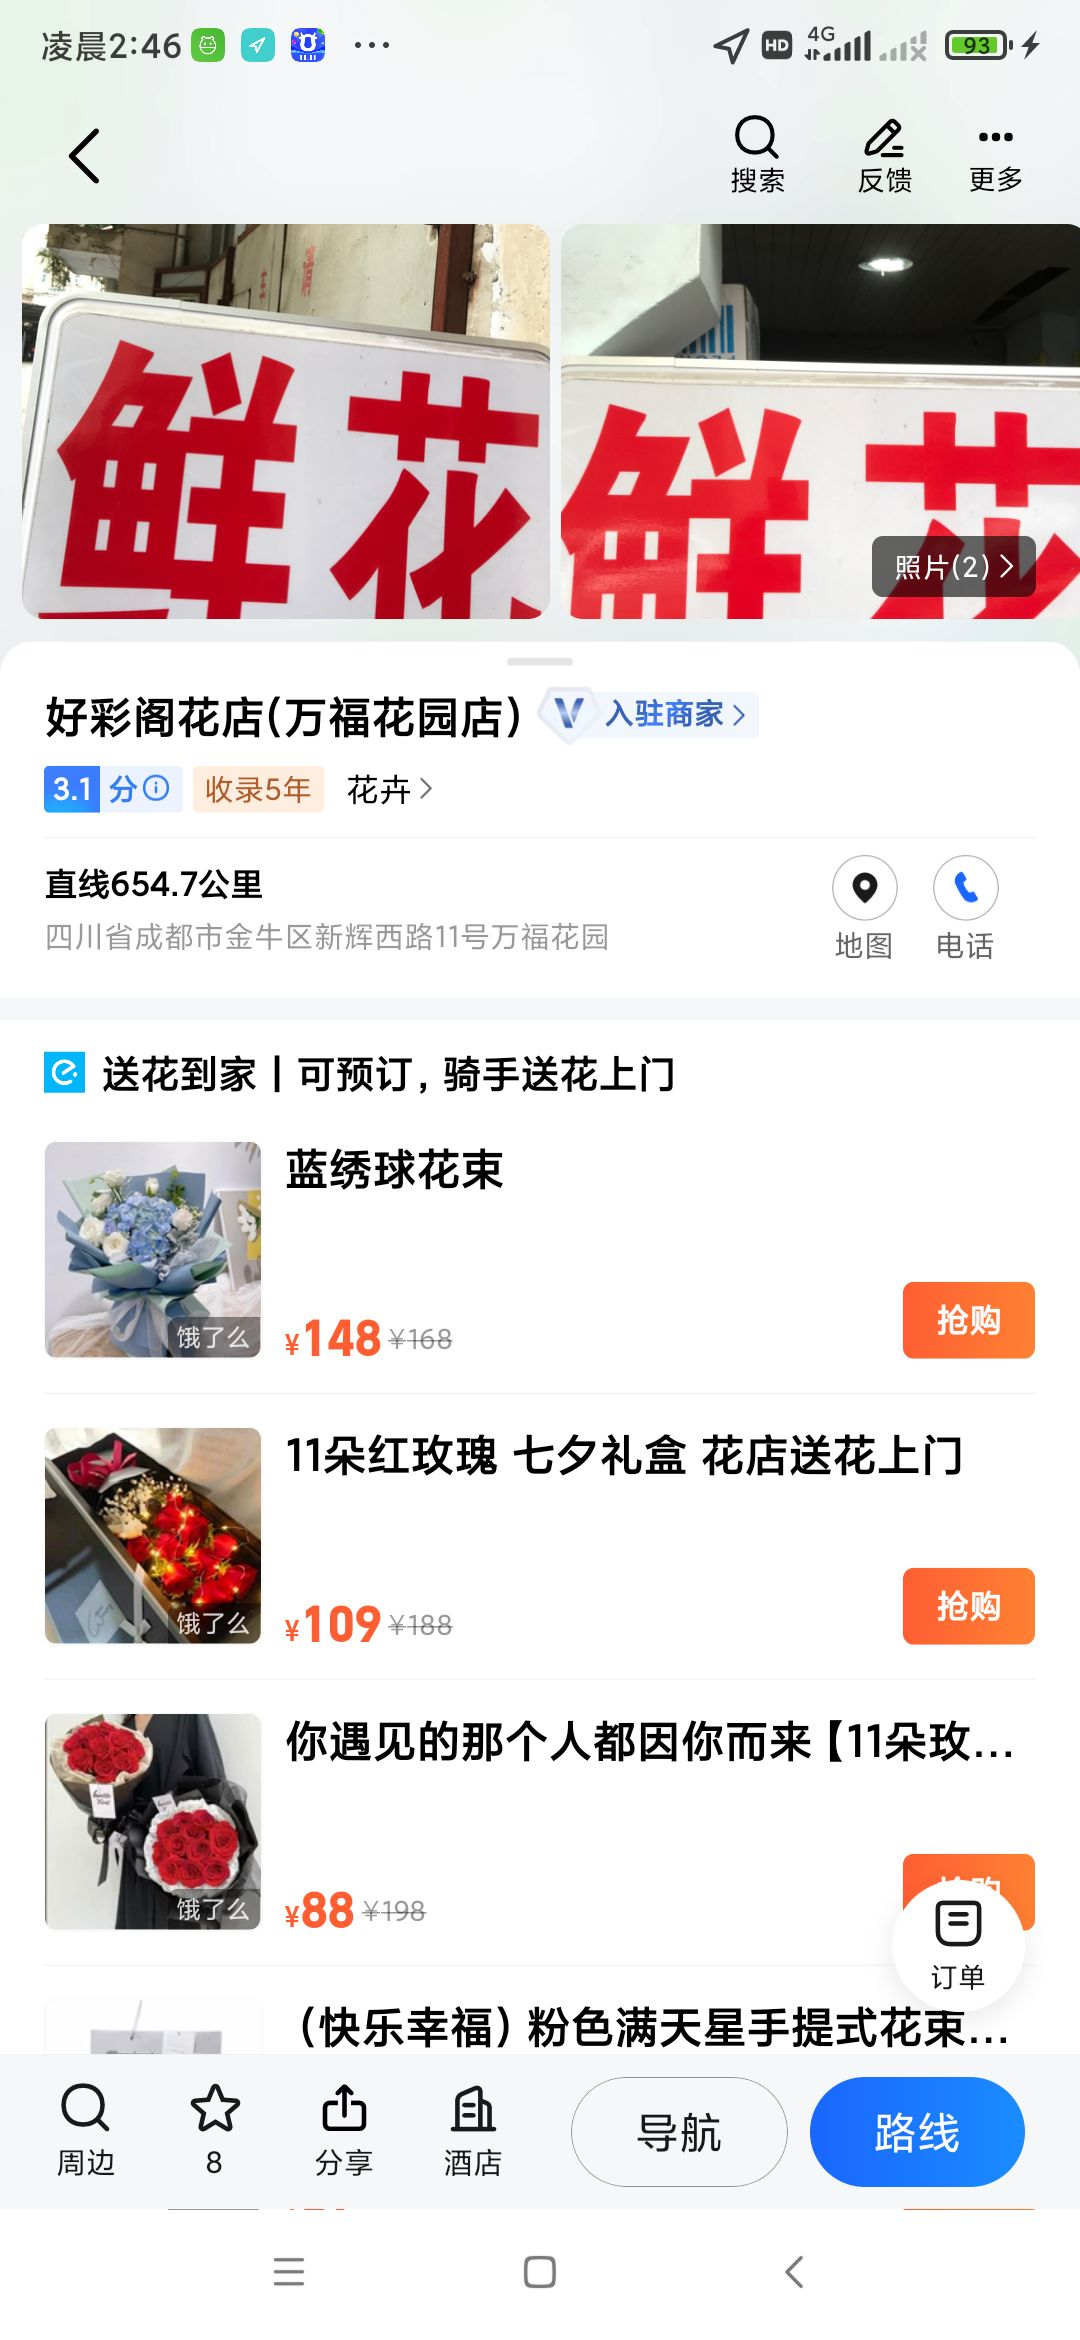 凌晨2:46
HD
4G
93
搜索
反馈
更多
鲜花
鲜花
照片(2)
好彩阁花店(万福花园店)
入驻商家
3.1分
收录5年
花卉
直线654.7公里
四川省成都市金牛区新辉西路11号万福花园
地图
电话
送花到家 | 可预订,骑手送花上门
蓝绣球花束
饿了么
¥148 ¥168
抢购
11朵红玫瑰 七夕礼盒 花店送花上门
饿了么
¥109 ¥188
抢购
你遇见的那个人都因你而来【11朵玫...
饿了么
¥88 ¥198
抢购
订单
(快乐幸福)粉色满天星手提式花束...
周边
8
分享
酒店
导航
路线